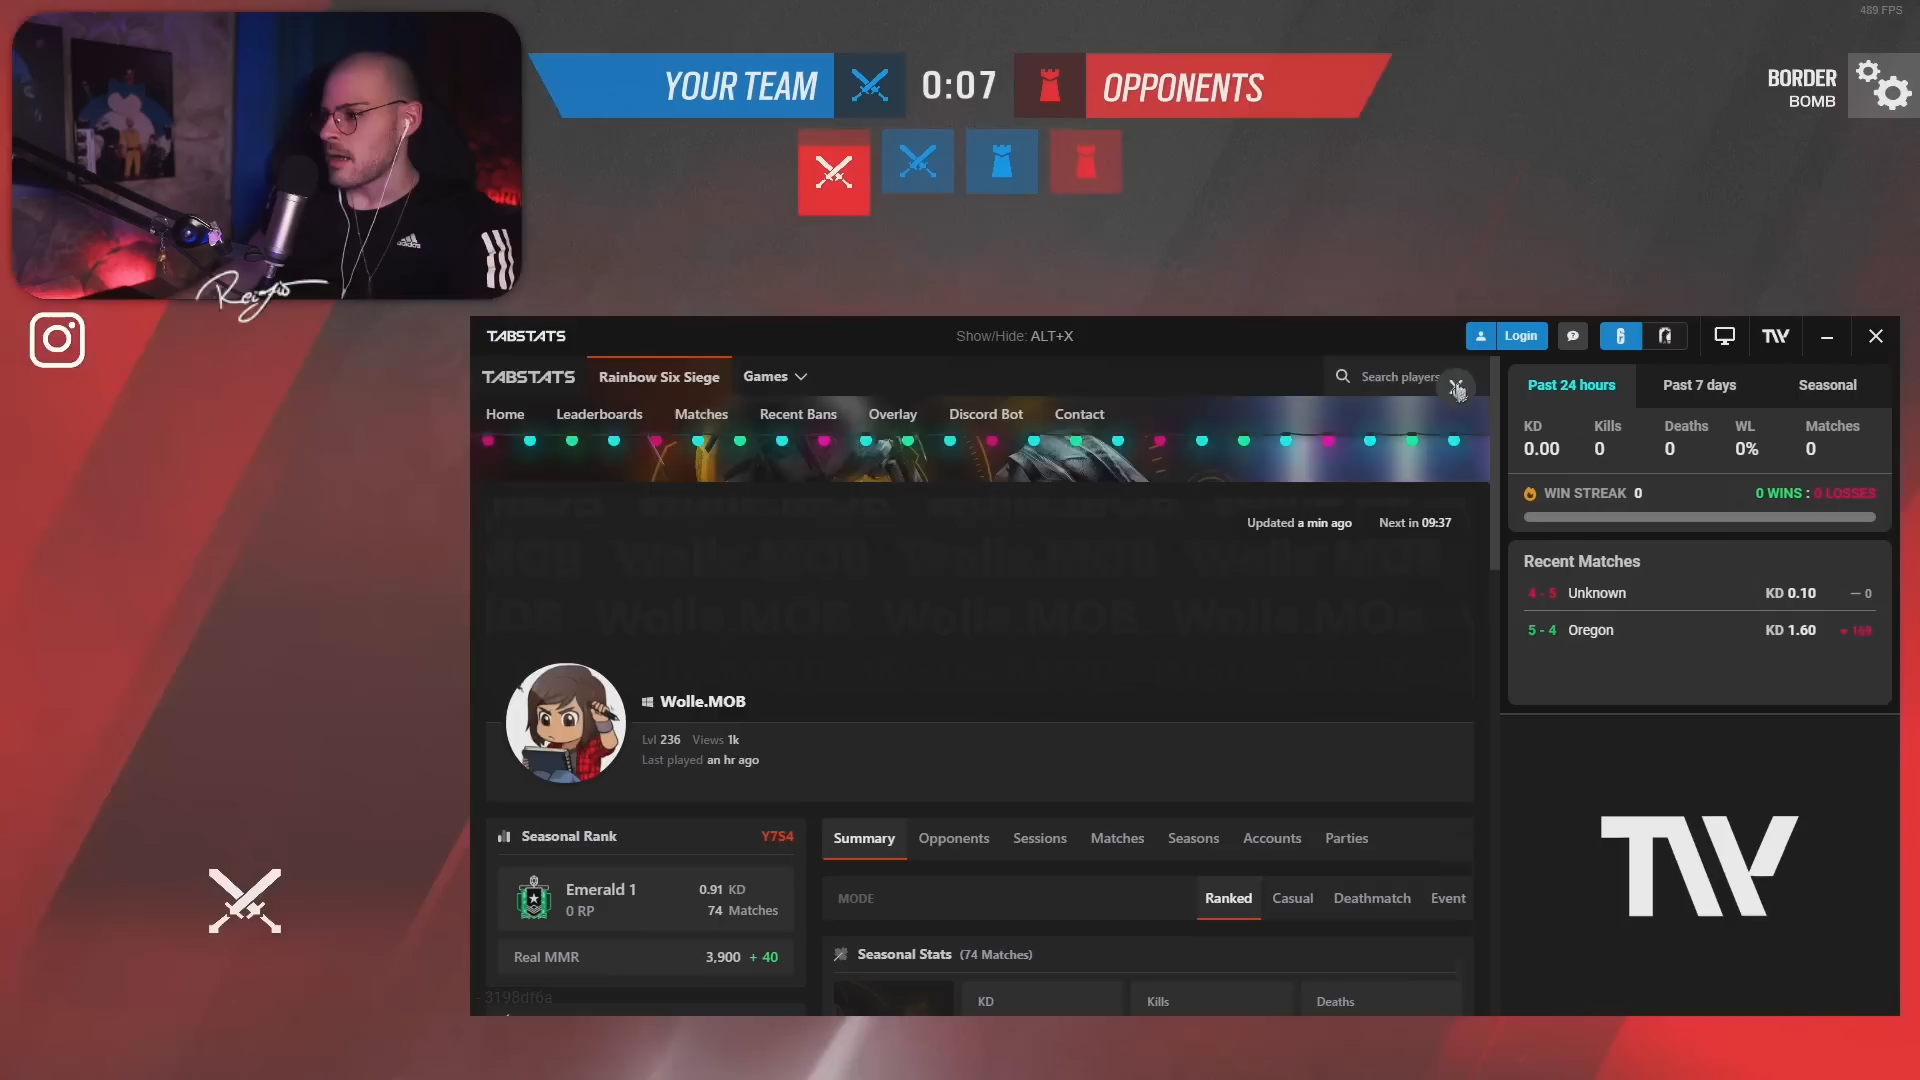 489 FPS
YOUR TEAM
0:07
OPPONENTS
BORDER
BOMB
adidas
TABSTATS
Show/Hide: ALT+X
Login
TABSTATS
Rainbow Six Siege
Games
Search players
Home
Leaderboards
Matches
Recent Bans
Overlay
Discord Bot
Contact
Updated a min ago
Next in 09:37
Wolle.MOB
Lvl 236
Views 1k
Last played an hr ago
Seasonal Rank
Y7S4
Emerald 1
0.91 KD
0 RP
74 Matches
Real MMR
3,900 + 40
- 3198df6a
Summary
Opponents
Sessions
Matches
Seasons
Accounts
Parties
MODE
Ranked
Casual
Deathmatch
Event
Seasonal Stats (74 Matches)
KD
Kills
Deaths
Past 24 hours
Past 7 days
Seasonal
KD
Kills
Deaths
WL
Matches
0.00
0
0
0%
0
WIN STREAK 0
0 WINS : 0 LOSSES
Recent Matches
4 - 5 Unknown KD 0.10 — 0
5 - 4 Oregon KD 1.60 169